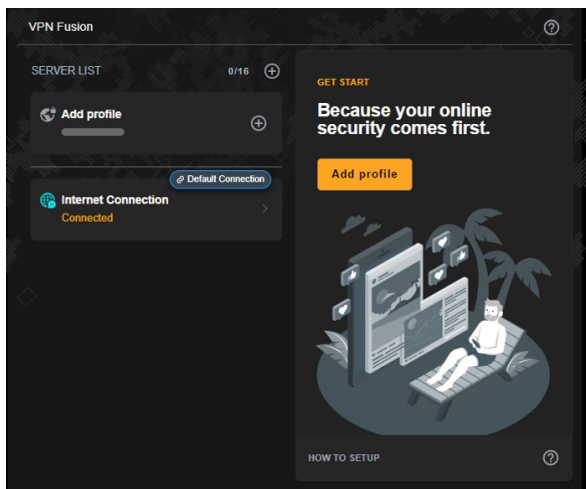 VPN Fusion
SERVER LIST 0/16
Add profile
Default Connection
Internet Connection
Connected
GET START
Because your online
security comes first.
Add profile
HOW TO SETUP